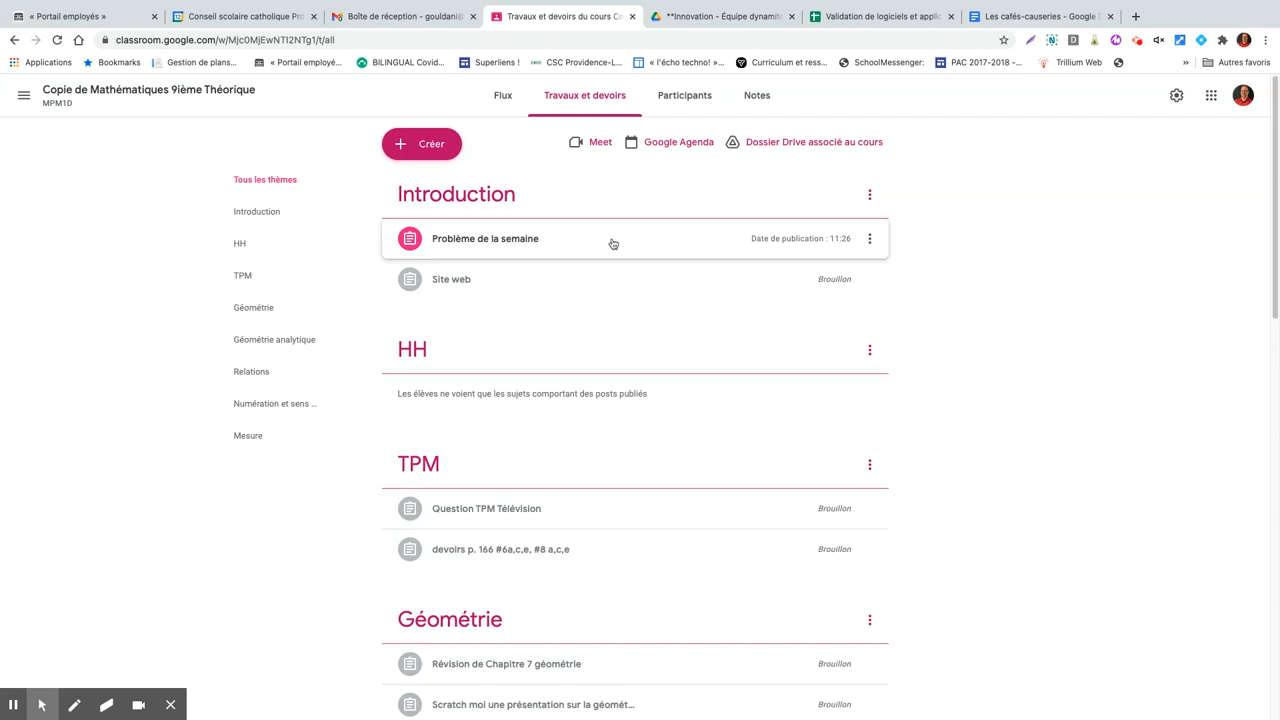 « Portail employés »
Conseil scolaire catholique Pr
Boîte de réception - gouldani@
Travaux et devoirs du cours Co
**Innovation - Équipe dynamite
Validation de logiciels et applic
Les cafés-causeries - Google D
classroom.google.com/w/Mjc0MjEwNTI2NTg1/t/all
Applications
Bookmarks
Gestion de plans...
« Portail employé...
BILINGUAL Covid...
Superliens !
CSC Providence-L...
« l'écho techno! »...
Curriculum et ress...
SchoolMessenger:
PAC 2017-2018 -...
Trillium Web
»
Autres favoris
Copie de Mathématiques 9ième Théorique
MPM1D
Flux
Travaux et devoirs
Participants
Notes
Créer
Meet
Google Agenda
Dossier Drive associé au cours
Tous les thèmes
Introduction
HH
TPM
Géométrie
Géométrie analytique
Relations
Numération et sens ...
Mesure
Introduction
Problème de la semaine
Date de publication : 11:26
Site web
Brouillon
HH
Les élèves ne voient que les sujets comportant des posts publiés
TPM
Question TPM Télévision
Brouillon
devoirs p. 166 #6a,c,e, #8 a,c,e
Brouillon
Géométrie
Révision de Chapitre 7 géométrie
Brouillon
Scratch moi une présentation sur la géomét...
Brouillon